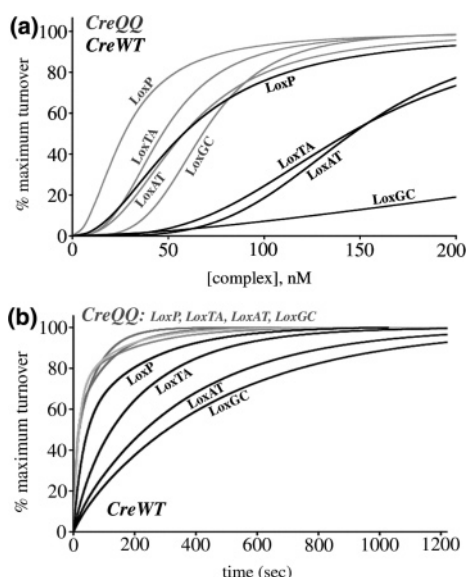 (a)
CreQQ
CreWT
LoxP
LoxTA
LoxAT
LoxGC
LoxP
LoxTA
LoxAT
LoxGC
% maximum turnover
100
80
60
40
20
0
0 50 100 150 200
[complex], nM
(b)
CreQQ: LoxP, LoxTA, LoxAT, LoxGC
LoxP
LoxTA
LoxAT
LoxGC
CreWT
% maximum turnover
100
80
60
40
20
0
0 200 400 600 800 1000 1200
time (sec)